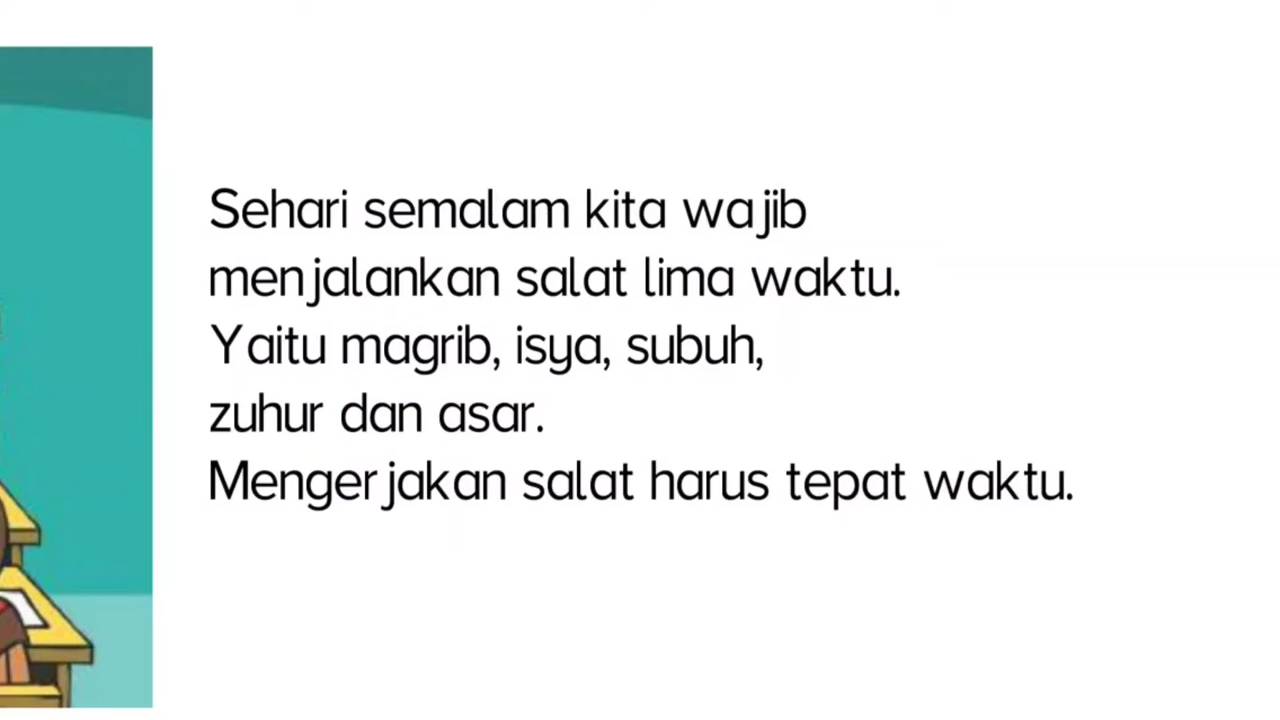 Sehari semalam kita wajib
menjalankan salat lima waktu.
Yaitu magrib, isya, subuh,
zuhur dan asar.
Mengerjakan salat harus tepat waktu.